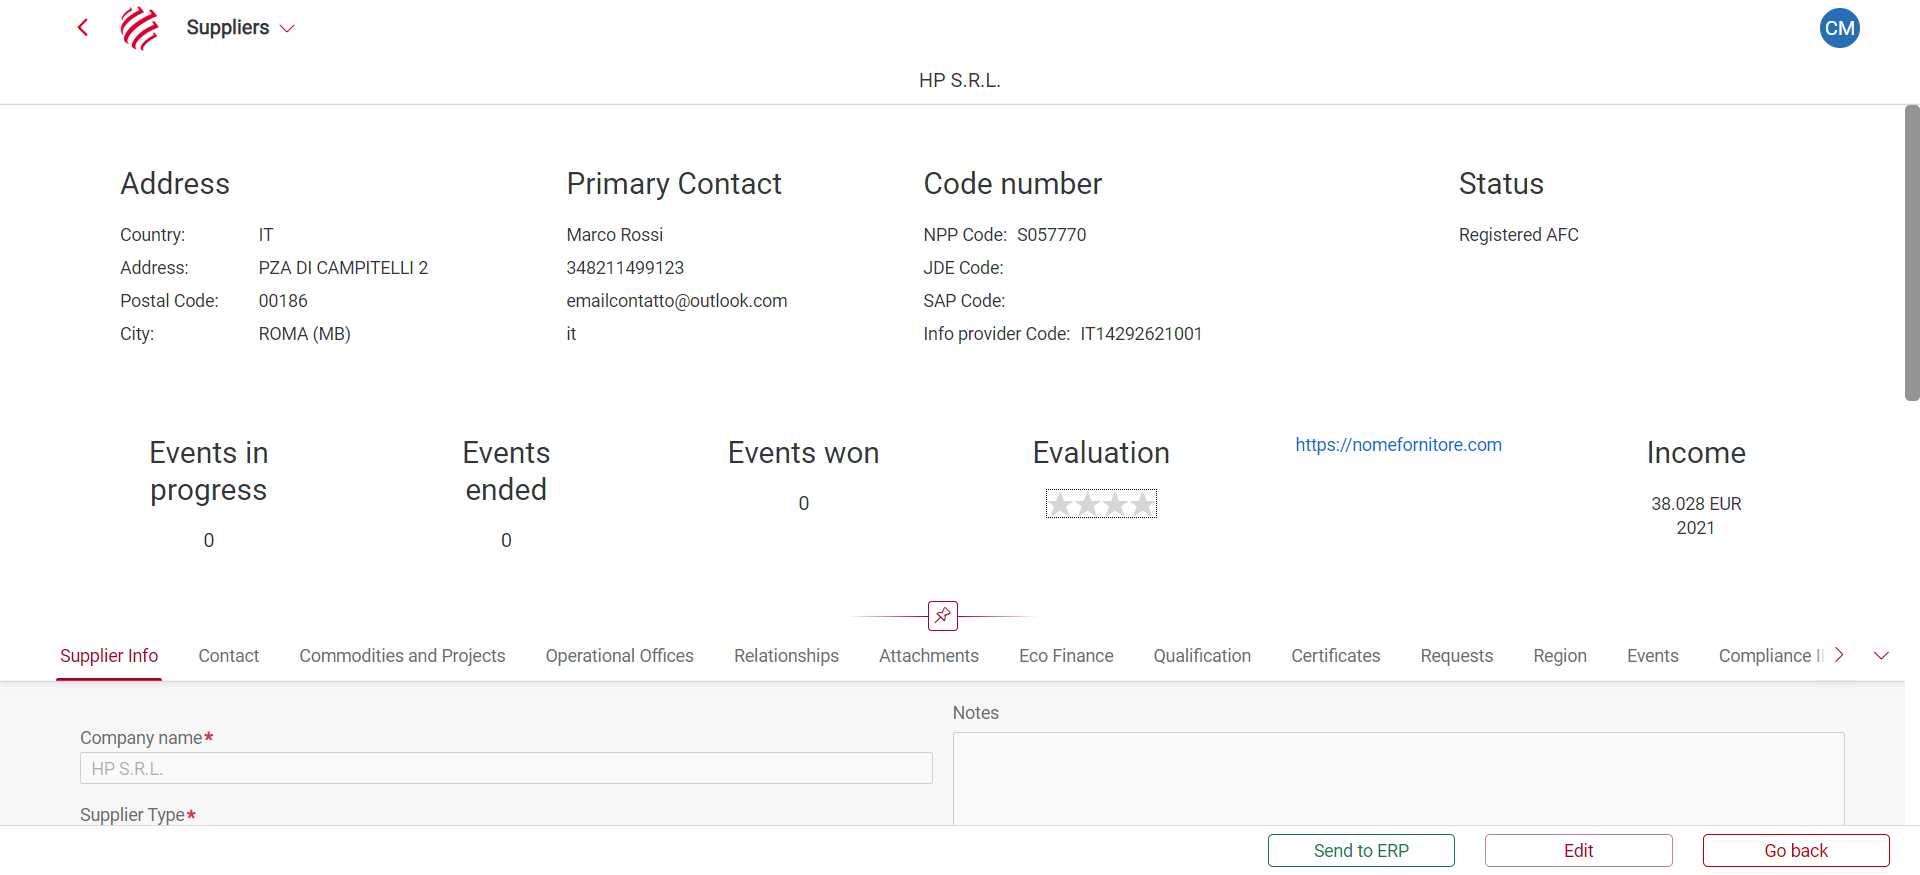 Suppliers
CM
HP S.R.L.
Address
Country: IT
Address: PZA DI CAMPITELLI 2
Postal Code: 00186
City: ROMA (MB)
Primary Contact
Marco Rossi
348211499123
emailcontatto@outlook.com
it
Code number
NPP Code: S057770
JDE Code:
SAP Code:
Info provider Code: IT14292621001
Status
Registered AFC
Events in
progress
0
Events
ended
0
Events won
0
Evaluation
https://nomefornitore.com
Income
38.028 EUR
2021
Supplier Info Contact Commodities and Projects Operational Offices Relationships Attachments Eco Finance Qualification Certificates Requests Region Events Compliance
Company name*
HP S.R.L.
Supplier Type*
Notes
Send to ERP Edit Go back